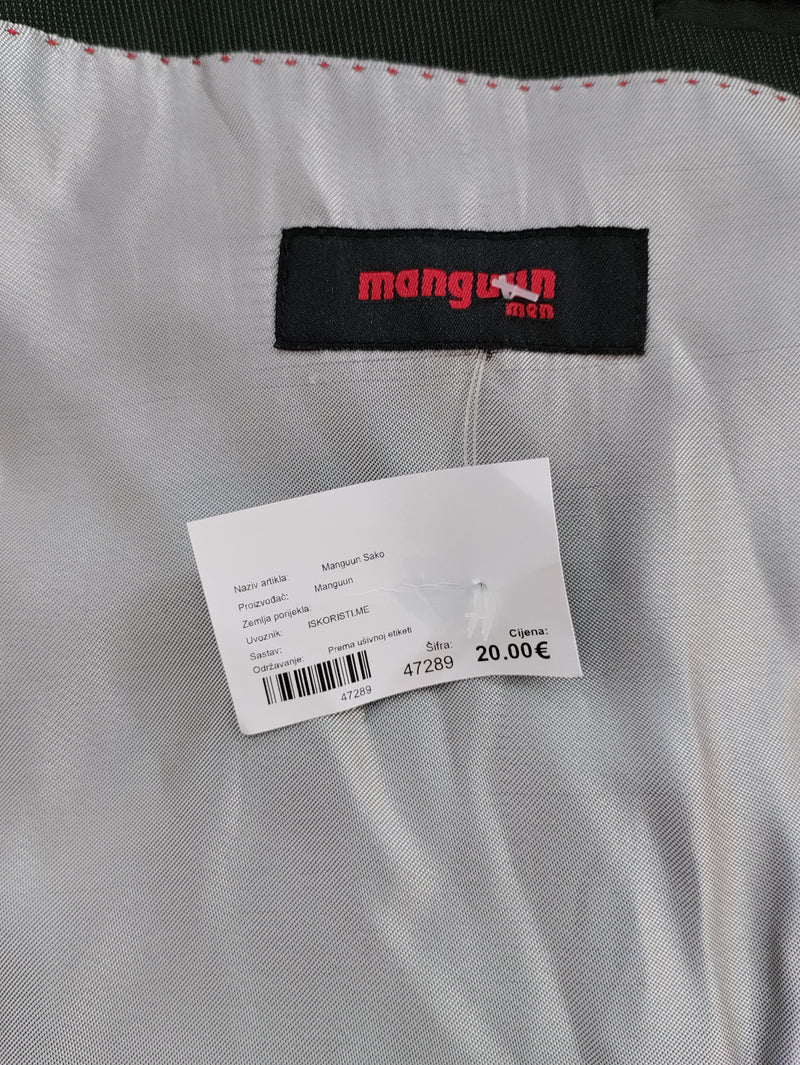 manguun
men
Naziv artikla: Manguun Sako
Proizvođač: Manguun
Zemlja porijekla:
Uvoznik: ISKORISTI.ME
Sastav:
Održavanje: Prema ušivnoj etiketi
47289
Šifra:
47289
Cijena:
20.00€